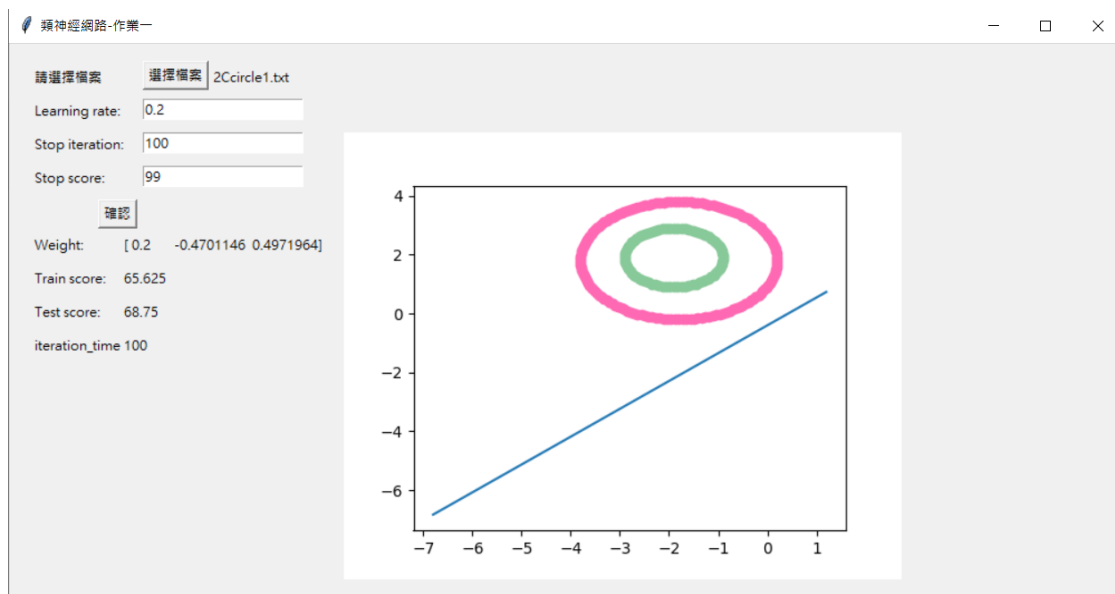 類神經網路-作業一
請選擇檔案 選擇檔案 2Ccircle1.txt
Learning rate: 0.2
Stop iteration: 100
Stop score: 99
確認
Weight: [ 0.2 -0.4701146 0.4971964]
Train score: 65.625
Test score: 68.75
iteration_time 100
4
2
0
−2
−4
−6
−7 −6 −5 −4 −3 −2 −1 0 1